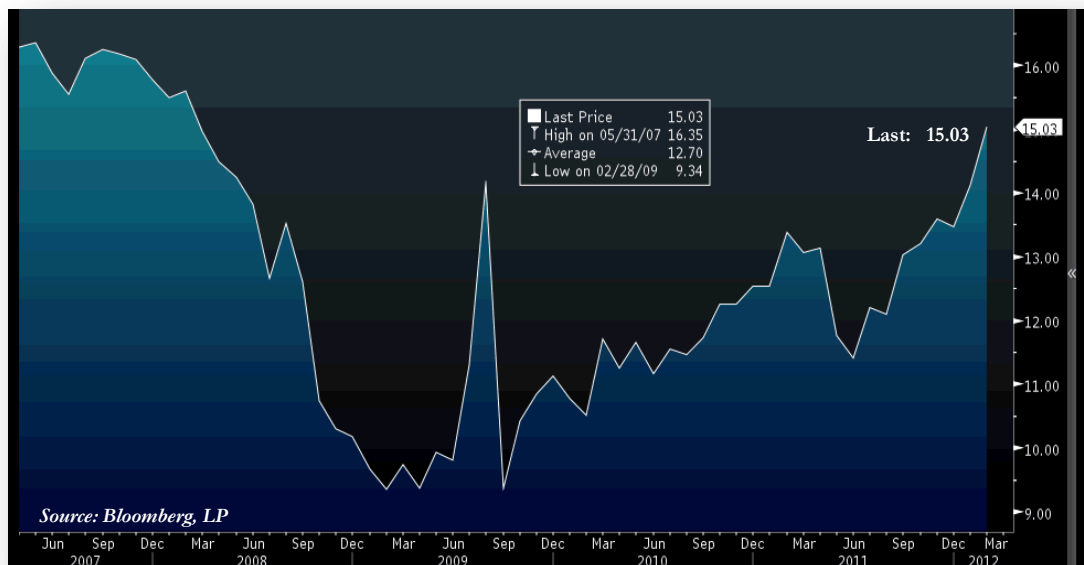 16.00
Last Price 15.03
High on 05/31/07 16.35
Average 12.70
Low on 02/28/09 9.34
Last: 15.03
15.03
14.00
13.00
12.00
11.00
10.00
9.00
«
Source: Bloomberg, LP
Jun Sep Dec Mar Jun Sep Dec Mar Jun Sep Dec Mar Jun Sep Dec Mar Jun Sep Dec Mar
2007 2008 2009 2010 2011 2012